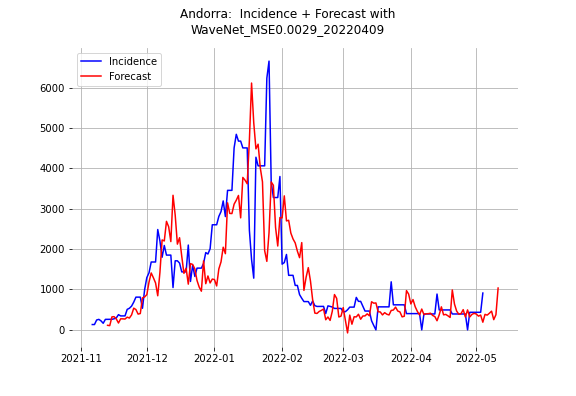 Andorra:  Incidence + Forecast with
WaveNet_MSE0.0029_20220409
Incidence
Forecast
6000
5000
4000
3000
2000
1000
0
2021-11 2021-12 2022-01 2022-02 2022-03 2022-04 2022-05